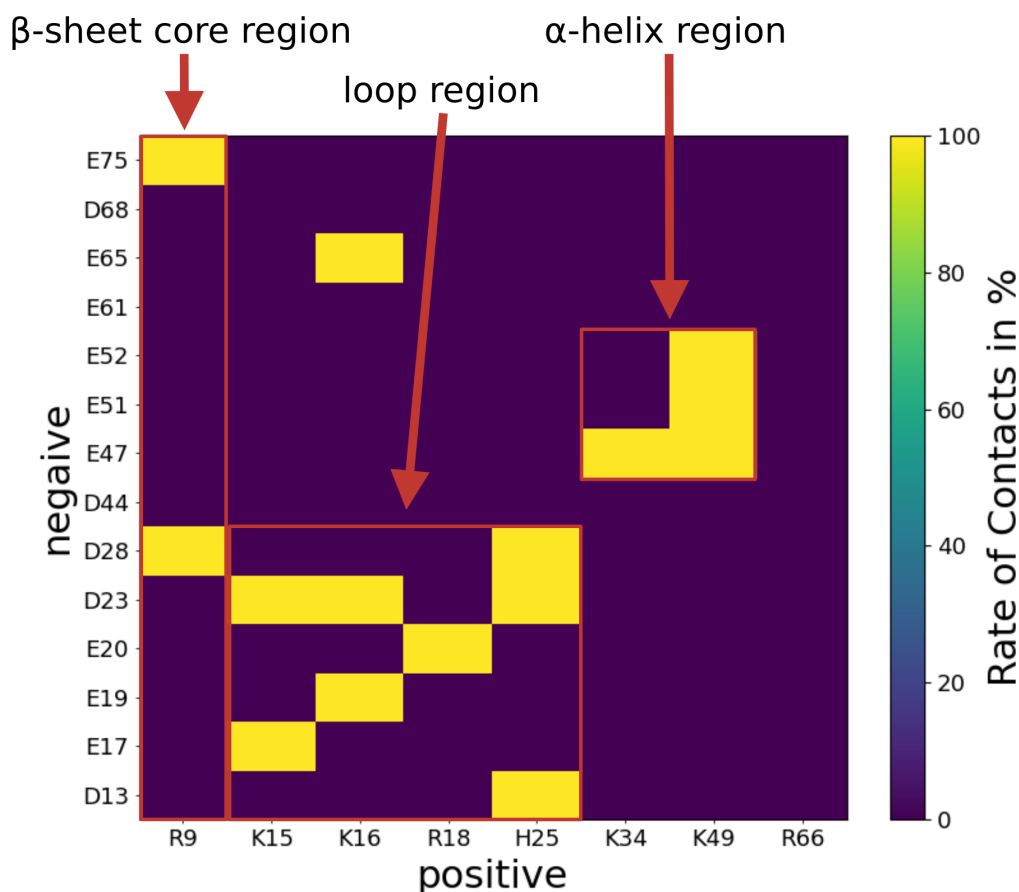 β-sheet core region
α-helix region
loop region
E75
D68
E65
E61
E52
E51
E47
D44
D28
D23
E20
E19
E17
D13
negaive
R9 K15 K16 R18 H25 K34 K49 R66
positive
100
80
60
40
20
0
Rate of Contacts in %